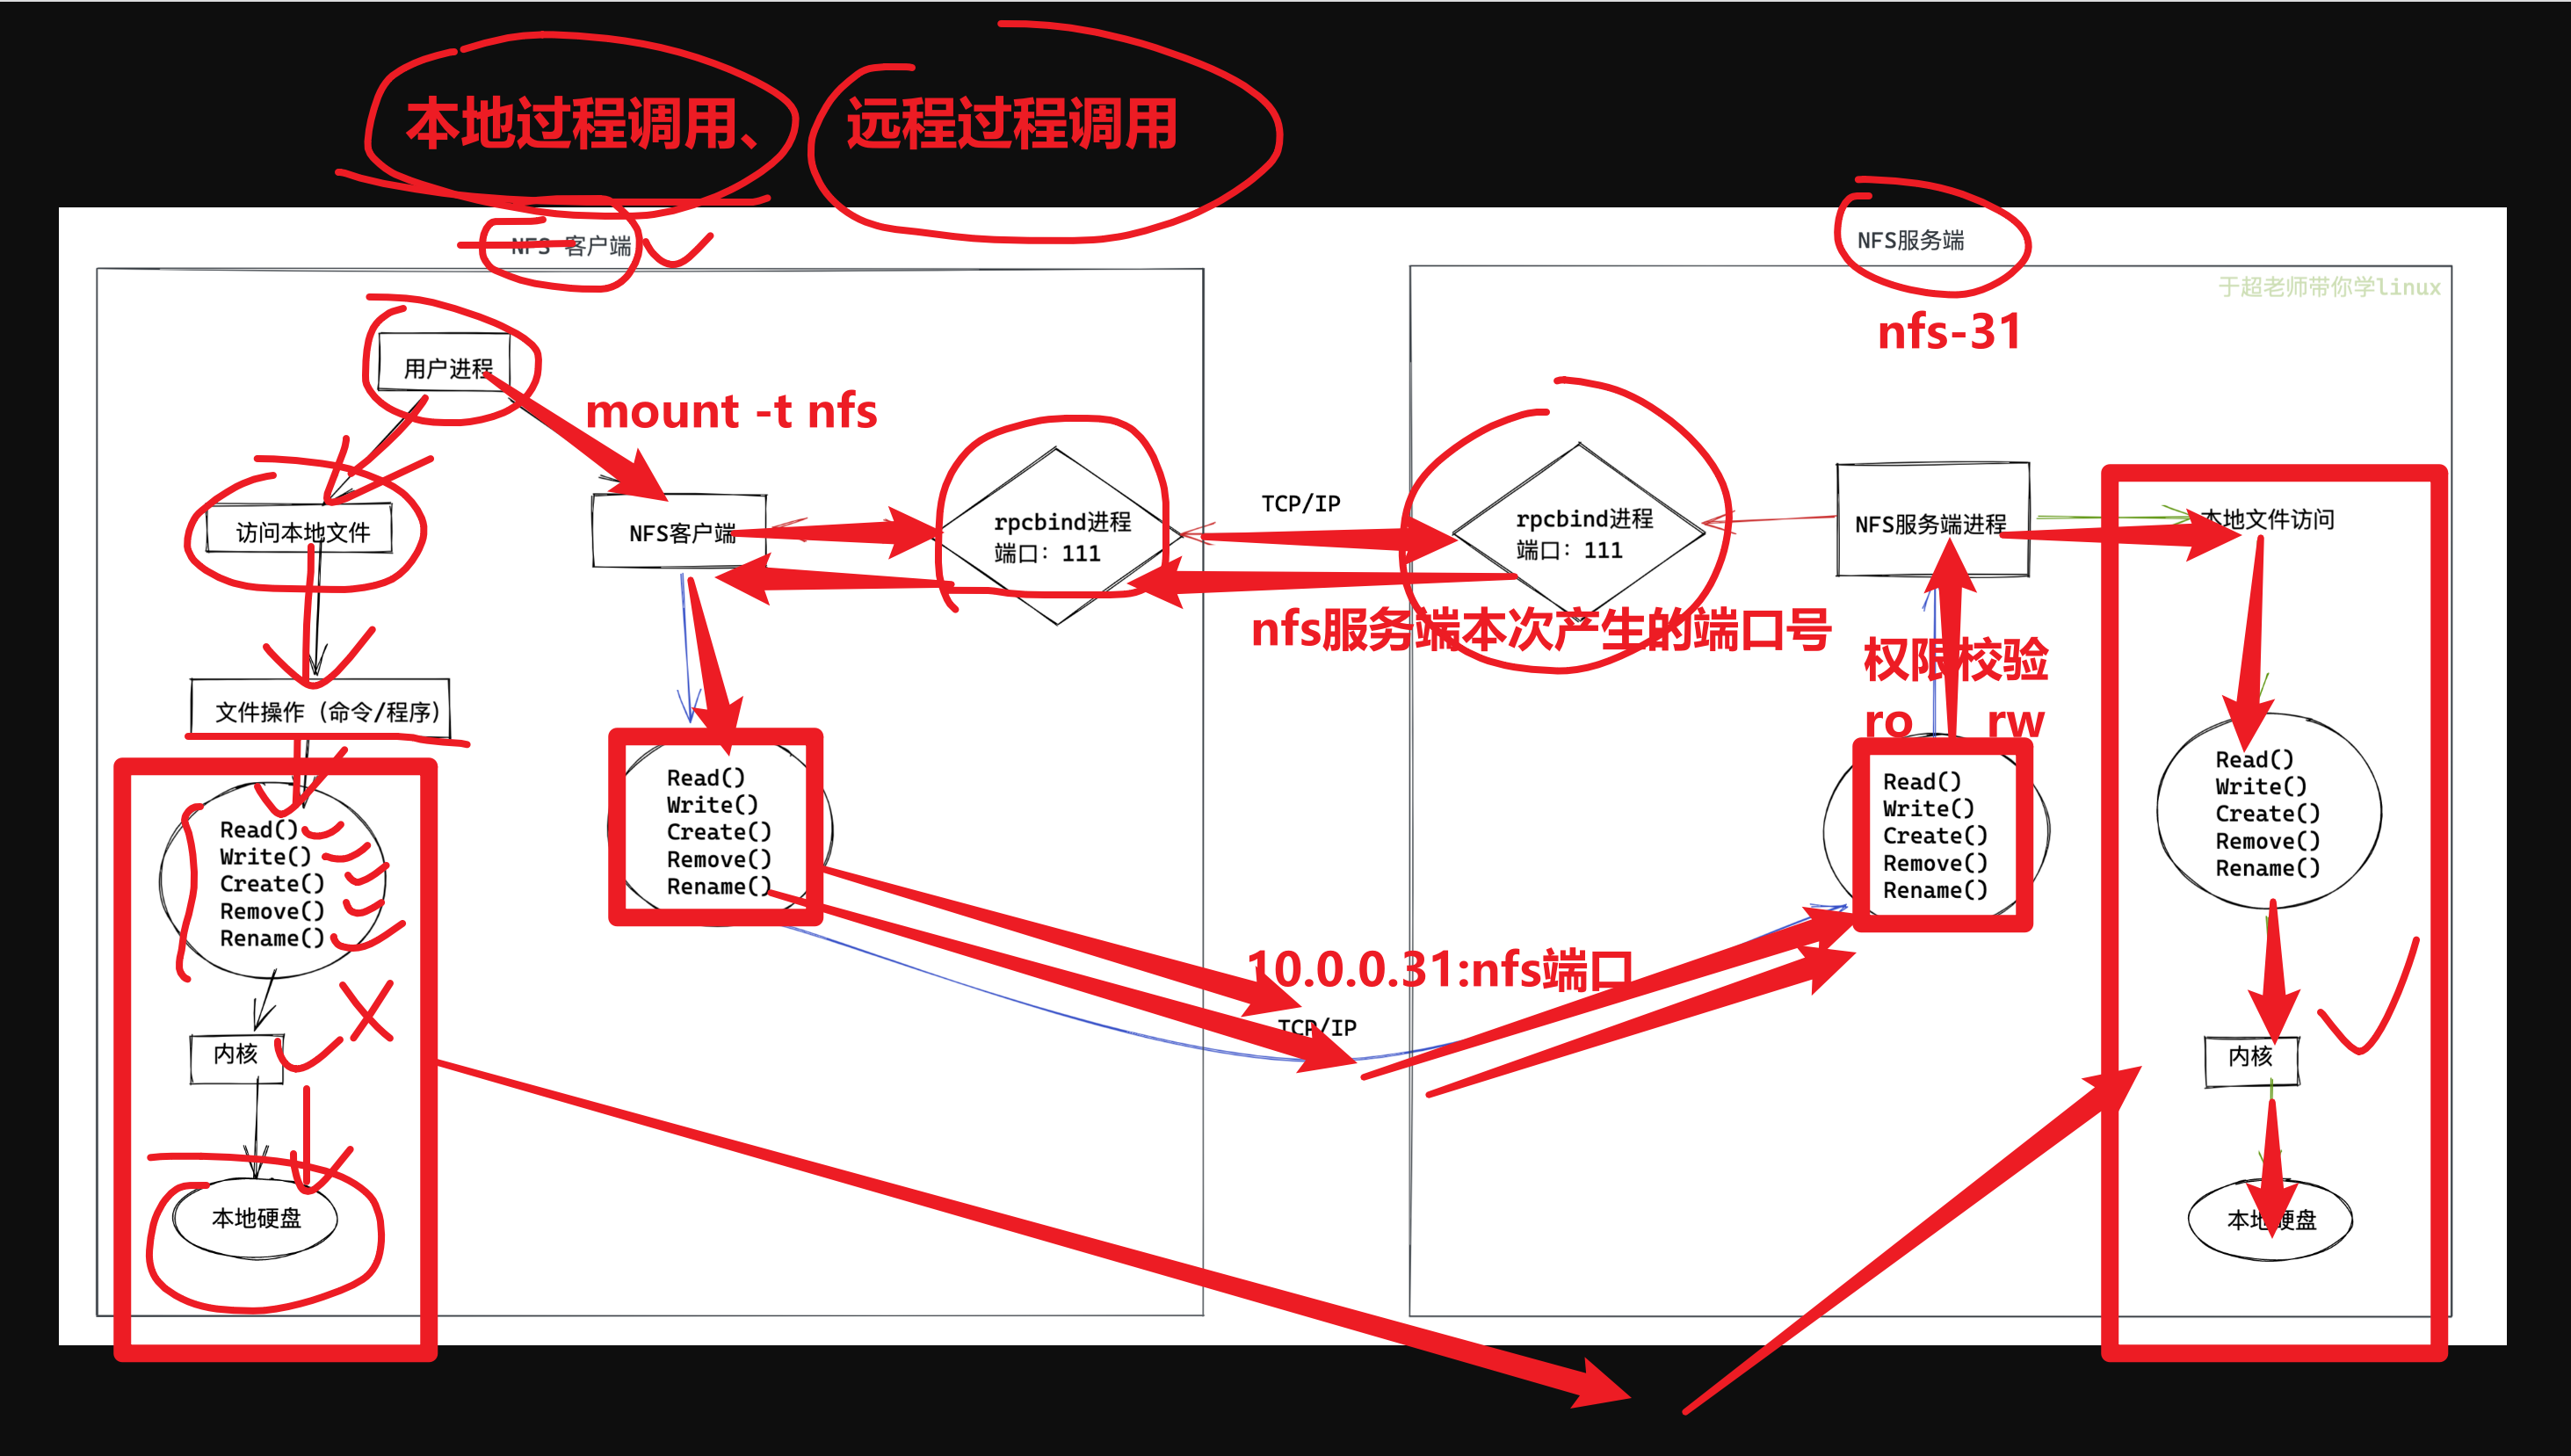 本地过程调用、
远程过程调用
NFS 客户端
NFS服务端
于超老师带你学linux
nfs-31
用户进程
mount -t nfs
访问本地文件
NFS客户端
rpcbind进程
端口：111
TCP/IP
rpcbind进程
端口：111
NFS服务端进程
本地文件访问
nfs服务端本次产生的端口号
权限校验
ro rw
文件操作（命令/程序）
Read()
Write()
Create()
Remove()
Rename()
Read()
Write()
Create()
Remove()
Rename()
Read()
Write()
Create()
Remove()
Rename()
Read()
Write()
Create()
Remove()
Rename()
10.0.0.31:nfs端口
TCP/IP
内核
内核
本地硬盘
本地硬盘